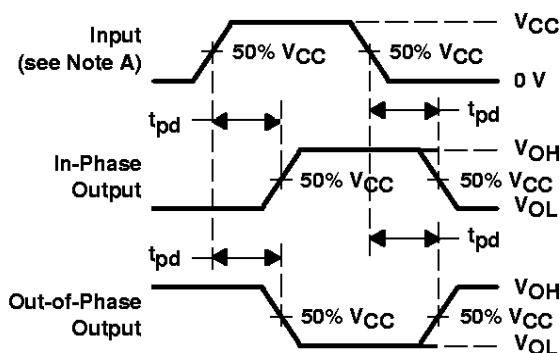 Input
(see Note A)
50% VCC
50% VCC
VCC
0 V
tpd
tpd
In-Phase
Output
50% VCC
VOH
50% VCC
VOL
tpd
tpd
Out-of-Phase
Output
50% VCC
VOH
50% VCC
VOL